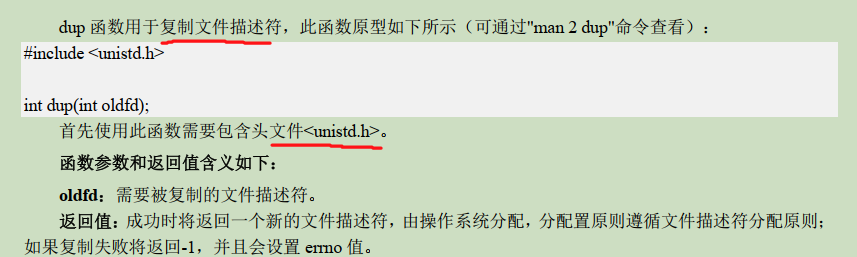 dup 函数用于复制文件描述符，此函数原型如下所示（可通过"man 2 dup"命令查看）：
#include <unistd.h>
int dup(int oldfd);
首先使用此函数需要包含头文件<unistd.h>。
函数参数和返回值含义如下：
oldfd：需要被复制的文件描述符。
返回值：成功时将返回一个新的文件描述符，由操作系统分配，分配置原则遵循文件描述符分配原则；
如果复制失败将返回-1，并且会设置 errno 值。